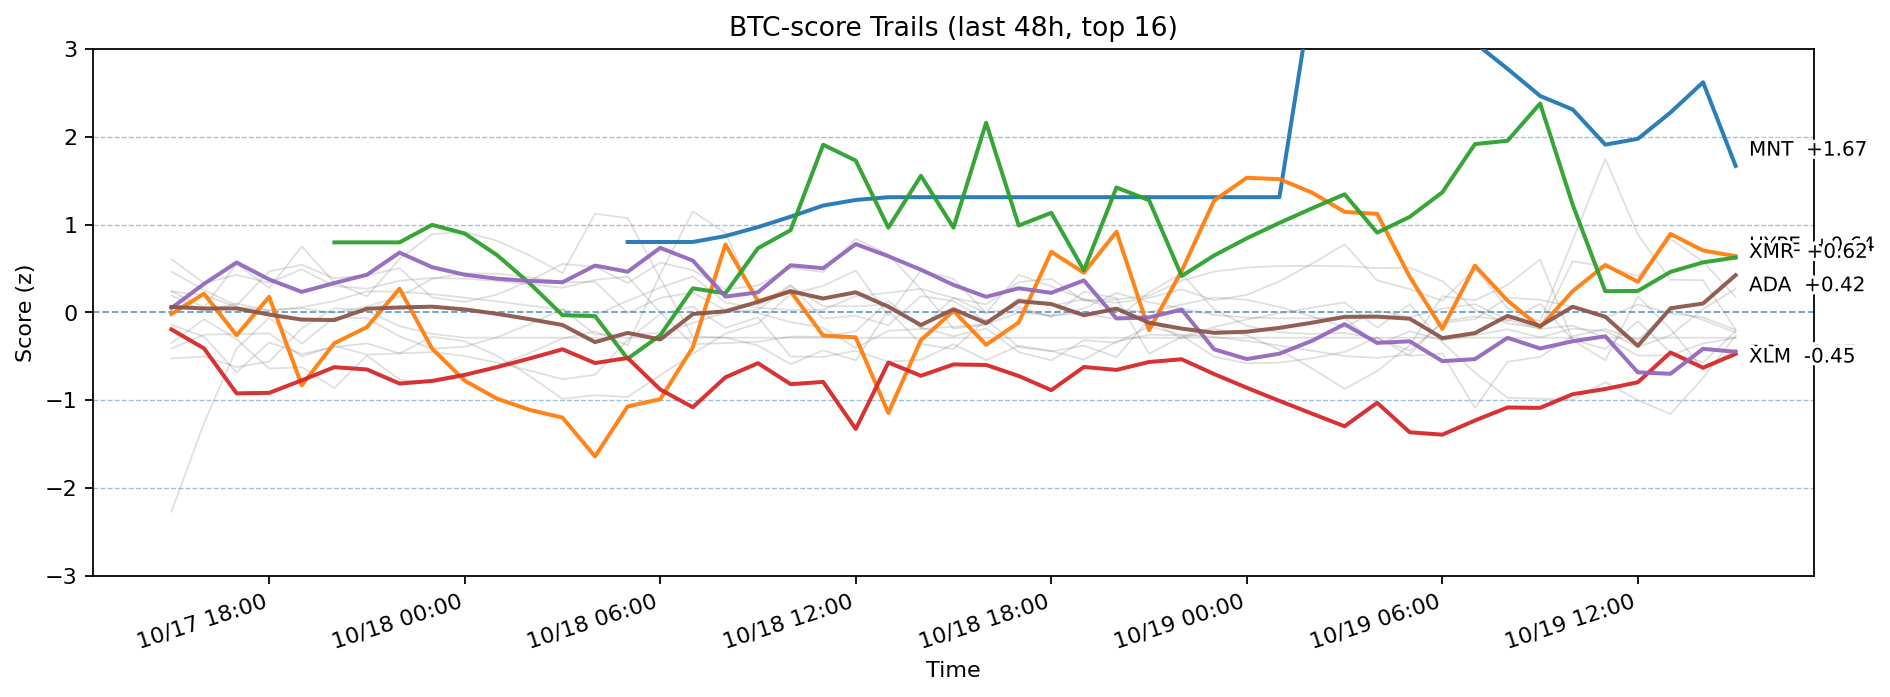 BTC-score Trails (last 48h, top 16)
Score (z)
3
2
1
0
−1
−2
−3
MNT +1.67
XMR +0.62
ADA +0.42
XLM -0.45
10/17 18:00
10/18 00:00
10/18 06:00
10/18 12:00
10/18 18:00
10/19 00:00
10/19 06:00
10/19 12:00
Time